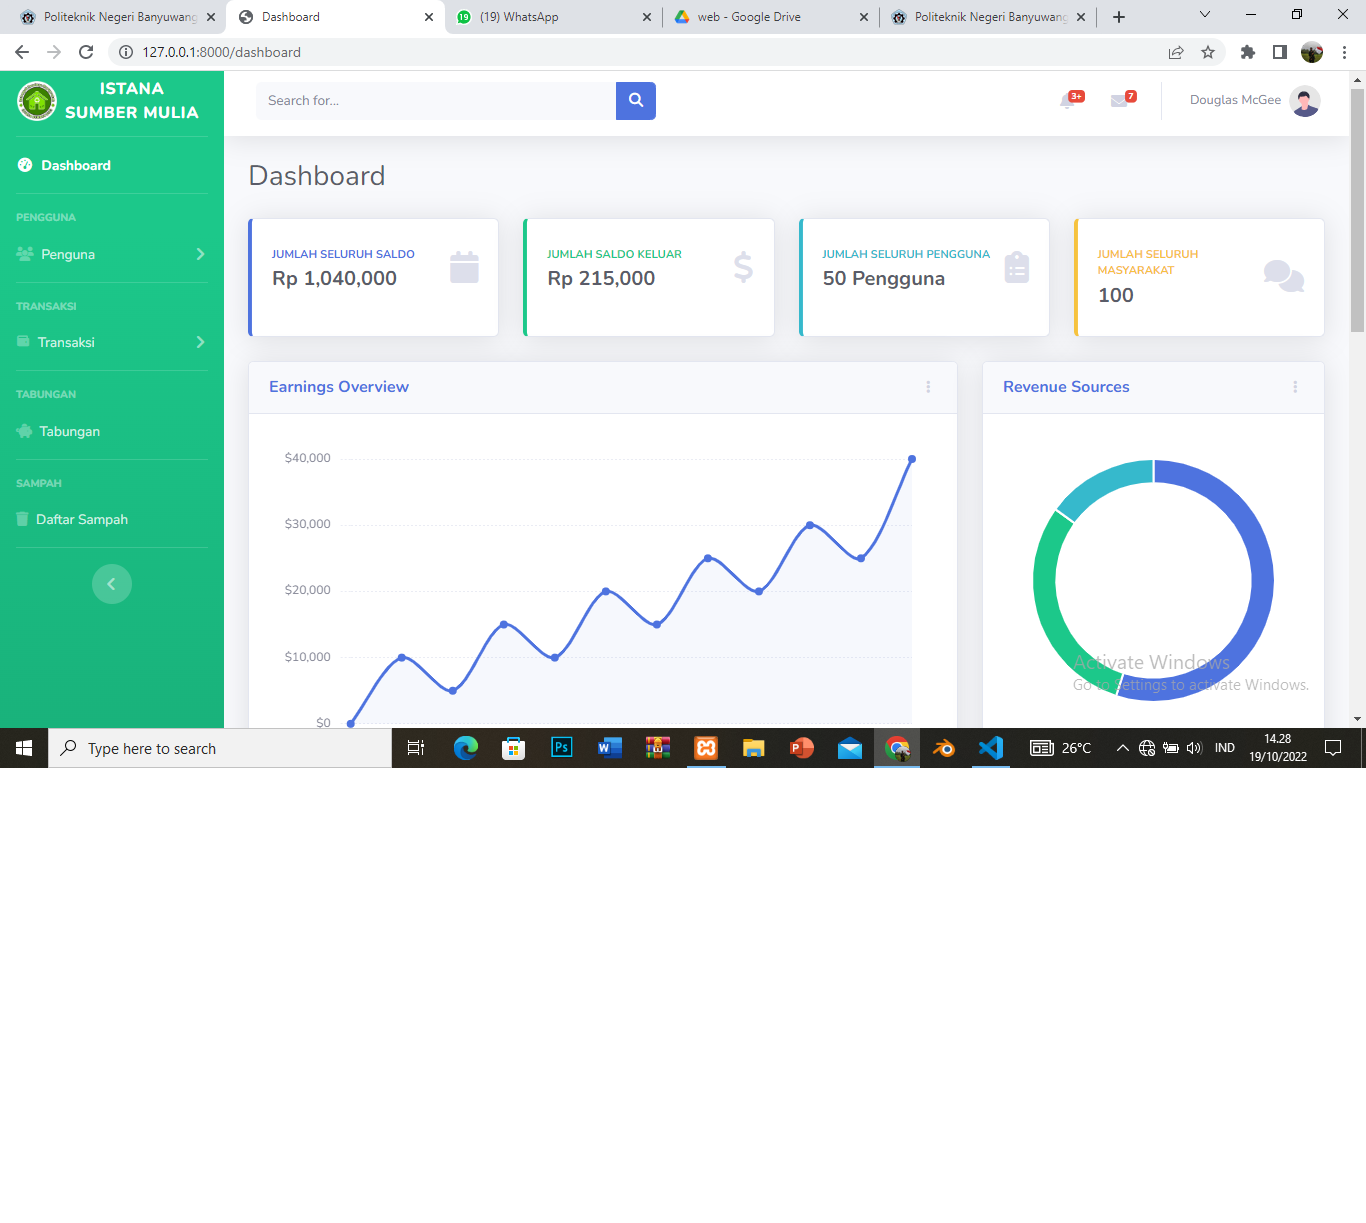 Politeknik Negeri Banyuwang
Dashboard
(19) WhatsApp
web - Google Drive
Politeknik Negeri Banyuwang
127.0.0.1:8000/dashboard
ISTANA
SUMBER MULIA
Search for...
3+
7
Douglas McGee
Dashboard
PENGGUNA
Penguna
TRANSAKSI
Transaksi
TABUNGAN
Tabungan
SAMPAH
Daftar Sampah
Dashboard
JUMLAH SELURUH SALDO
Rp 1,040,000
JUMLAH SALDO KELUAR
Rp 215,000
JUMLAH SELURUH PENGGUNA
50 Pengguna
JUMLAH SELURUH
MASYARAKAT
100
Earnings Overview
$40,000
$30,000
$20,000
$10,000
$0
Revenue Sources
Activate Windows
Go to Settings to activate Windows.
Type here to search
26°C
IND
14.28
19/10/2022